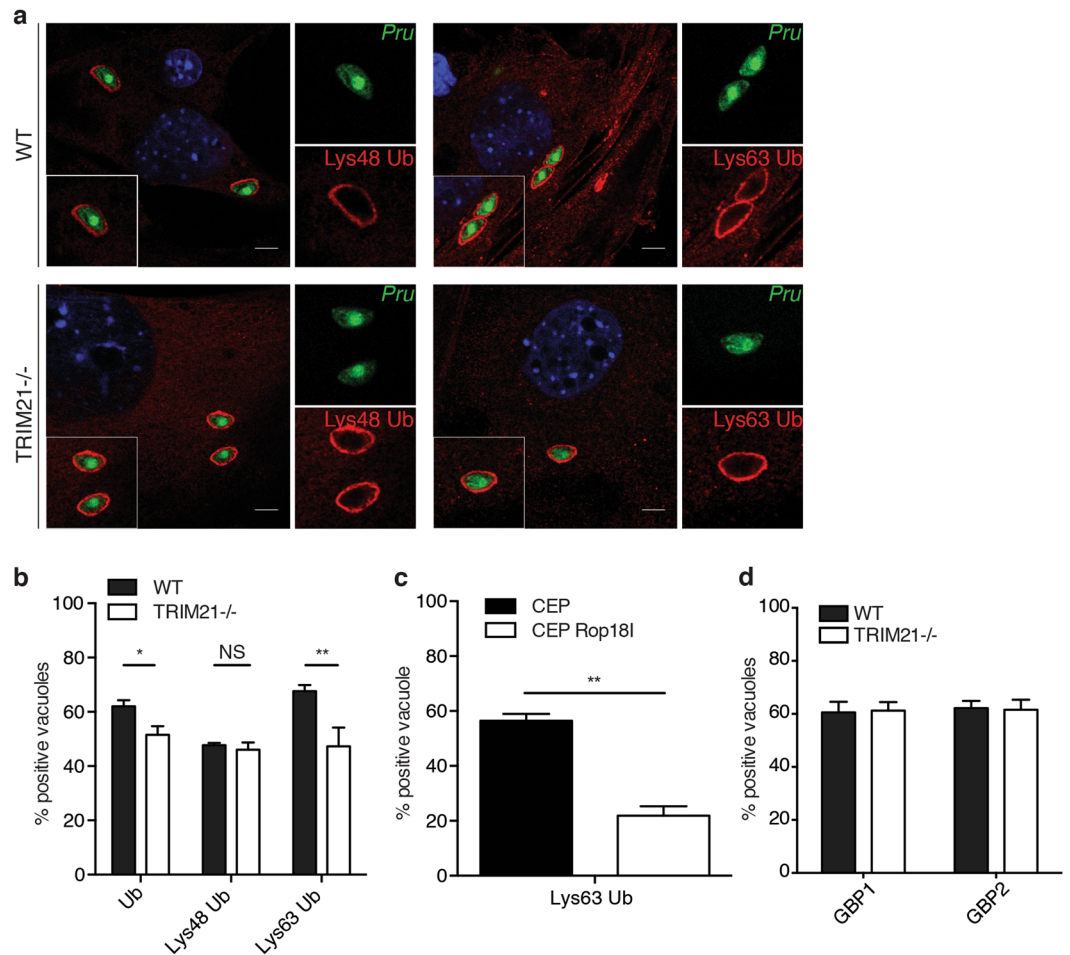 a
WT
Pru
Lys48 Ub
Pru
Lys63 Ub
TRIM21-/-
Pru
Lys48 Ub
Pru
Lys63 Ub
b
WT
TRIM21-/-
% positive vacuoles
100
80
60
40
20
0
*
NS
**
Ub
Lys48 Ub
Lys63 Ub
c
CEP
CEP Rop18I
% positive vacuole
100
80
60
40
20
0
**
Lys63 Ub
d
WT
TRIM21-/-
% positive vacuoles
100
80
60
40
20
0
GBP1
GBP2